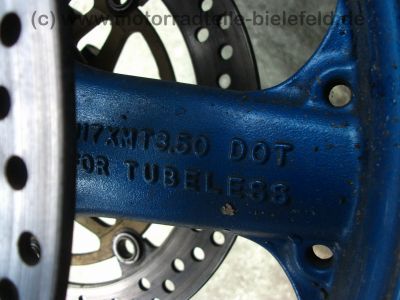 (c) www.motorradteile-bielefeld.de
J17XMT3.50 DOT
FOR TUBELESS